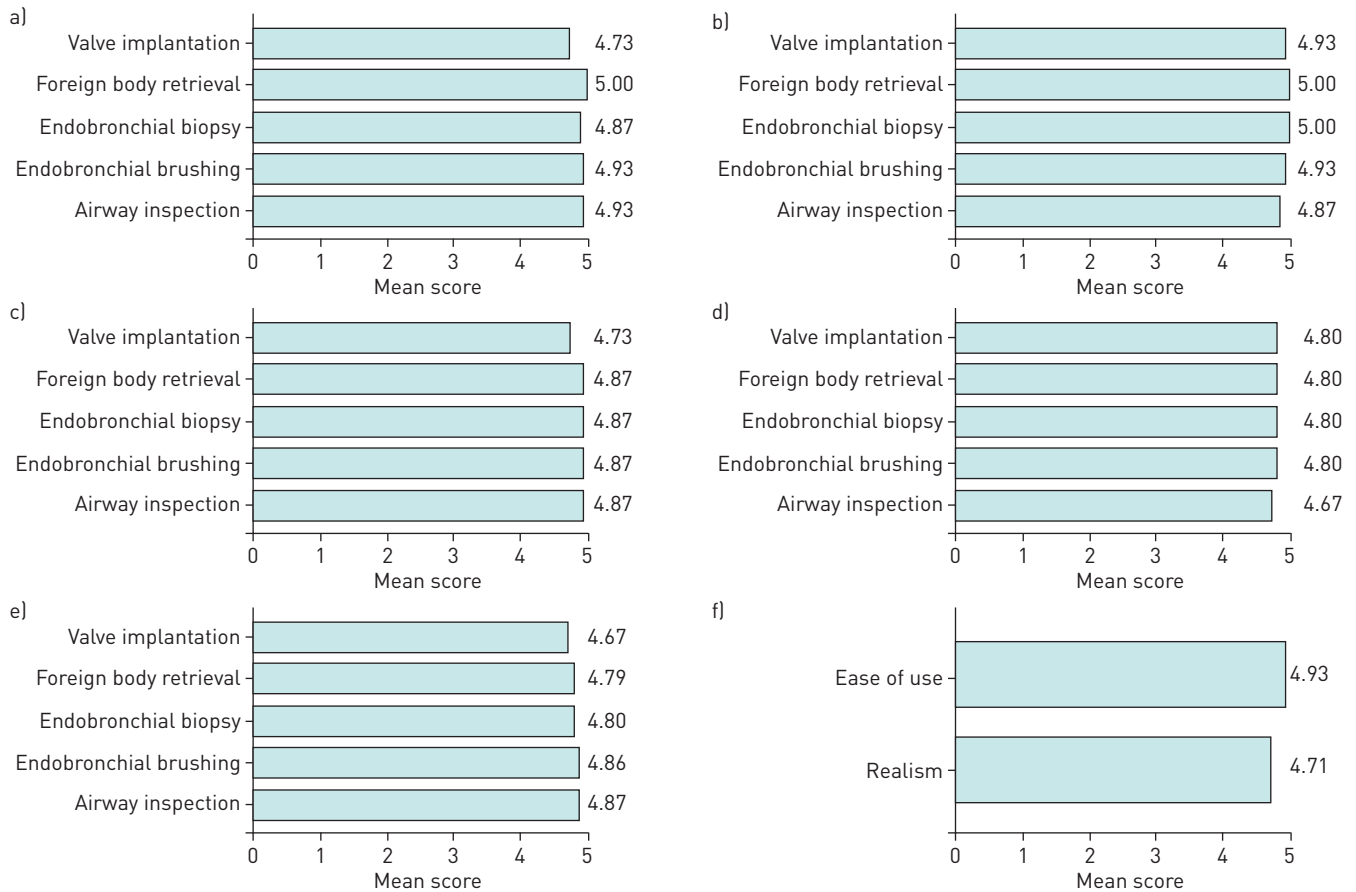 a)
Valve implantation 4.73
Foreign body retrieval 5.00
Endobronchial biopsy 4.87
Endobronchial brushing 4.93
Airway inspection 4.93
0 1 2 3 4 5
Mean score
b)
Valve implantation 4.93
Foreign body retrieval 5.00
Endobronchial biopsy 5.00
Endobronchial brushing 4.93
Airway inspection 4.87
0 1 2 3 4 5
Mean score
c)
Valve implantation 4.73
Foreign body retrieval 4.87
Endobronchial biopsy 4.87
Endobronchial brushing 4.87
Airway inspection 4.87
0 1 2 3 4 5
Mean score
d)
Valve implantation 4.80
Foreign body retrieval 4.80
Endobronchial biopsy 4.80
Endobronchial brushing 4.80
Airway inspection 4.67
0 1 2 3 4 5
Mean score
e)
Valve implantation 4.67
Foreign body retrieval 4.79
Endobronchial biopsy 4.80
Endobronchial brushing 4.86
Airway inspection 4.87
0 1 2 3 4 5
Mean score
f)
Ease of use 4.93
Realism 4.71
0 1 2 3 4 5
Mean score